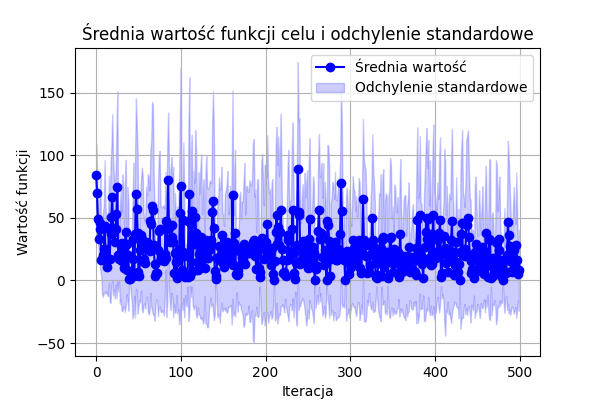 Średnia wartość funkcji celu i odchylenie standardowe
Średnia wartość
Odchylenie standardowe
Wartość funkcji
150
100
50
0
−50
0 100 200 300 400 500
Iteracja